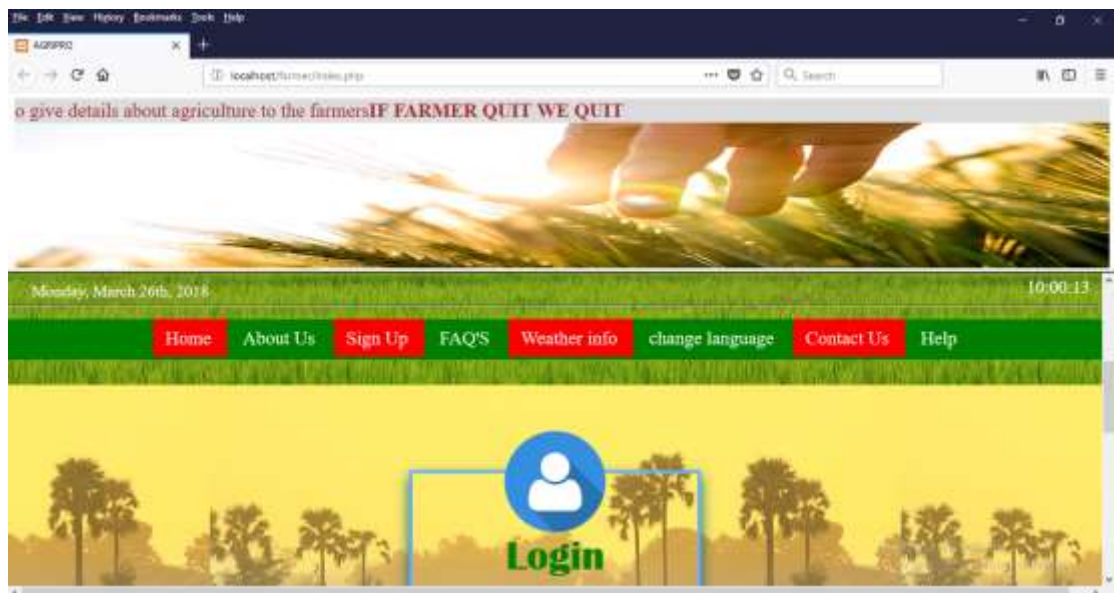 File Edit View History Bookmarks Tools Help
AGRIPRO
localhost/farmer/index.php
Search
o give details about agriculture to the farmersIF FARMER QUIT WE QUIT
Monday, March 26th, 2018
10:00:13
Home About Us Sign Up FAQ'S Weather info change language Contact Us Help
Login